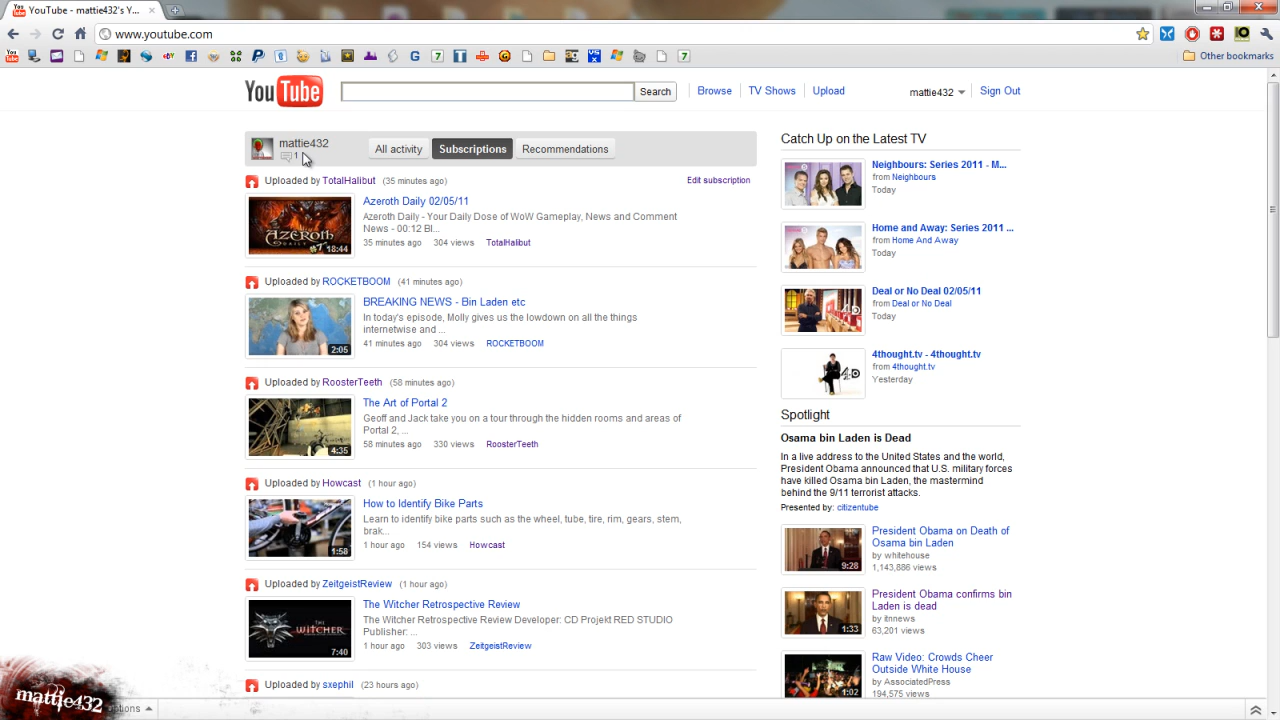 YouTube - mattie432's Y...
www.youtube.com
Other bookmarks
YouTube
Search
Browse
TV Shows
Upload
mattie432
Sign Out
mattie432
1
All activity
Subscriptions
Recommendations
Uploaded by TotalHalibut (35 minutes ago)
Edit subscription
Azeroth Daily 02/05/11
Azeroth Daily - Your Daily Dose of WoW Gameplay, News and Comment
News - 00:12 Bl...
35 minutes ago 304 views TotalHalibut
AZEROTH
DAILY
18:44
Uploaded by ROCKETBOOM (41 minutes ago)
BREAKING NEWS - Bin Laden etc
In today's episode, Molly gives us the lowdown on all the things
internetwise and ...
41 minutes ago 304 views ROCKETBOOM
2:05
Uploaded by RoosterTeeth (58 minutes ago)
The Art of Portal 2
Geoff and Jack take you on a tour through the hidden rooms and areas of
Portal 2, ...
58 minutes ago 330 views RoosterTeeth
4:35
Uploaded by Howcast (1 hour ago)
How to Identify Bike Parts
Learn to identify bike parts such as the wheel, tube, tire, rim, gears, stem,
brak...
1 hour ago 154 views Howcast
1:58
Uploaded by ZeitgeistReview (1 hour ago)
The Witcher Retrospective Review
The Witcher Retrospective Review Developer: CD Projekt RED STUDIO
Publisher: ...
1 hour ago 303 views ZeitgeistReview
THE WITCHER
7:40
Uploaded by sxephil (23 hours ago)
Catch Up on the Latest TV
Neighbours: Series 2011 - M...
from Neighbours
Today
Home and Away: Series 2011 ...
from Home And Away
Today
Deal or No Deal 02/05/11
from Deal or No Deal
Today
4thought.tv - 4thought.tv
from 4thought.tv
Yesterday
Spotlight
Osama bin Laden is Dead
In a live address to the United States and the world,
President Obama announced that U.S. military forces
have killed Osama bin Laden, the mastermind
behind the 9/11 terrorist attacks.
Presented by: citizentube
President Obama on Death of
Osama bin Laden
by whitehouse
1,143,886 views
9:28
President Obama confirms bin
Laden is dead
by itnnews
63,201 views
1:33
Raw Video: Crowds Cheer
Outside White House
by AssociatedPress
194,575 views
1:02
mattie432
ptions